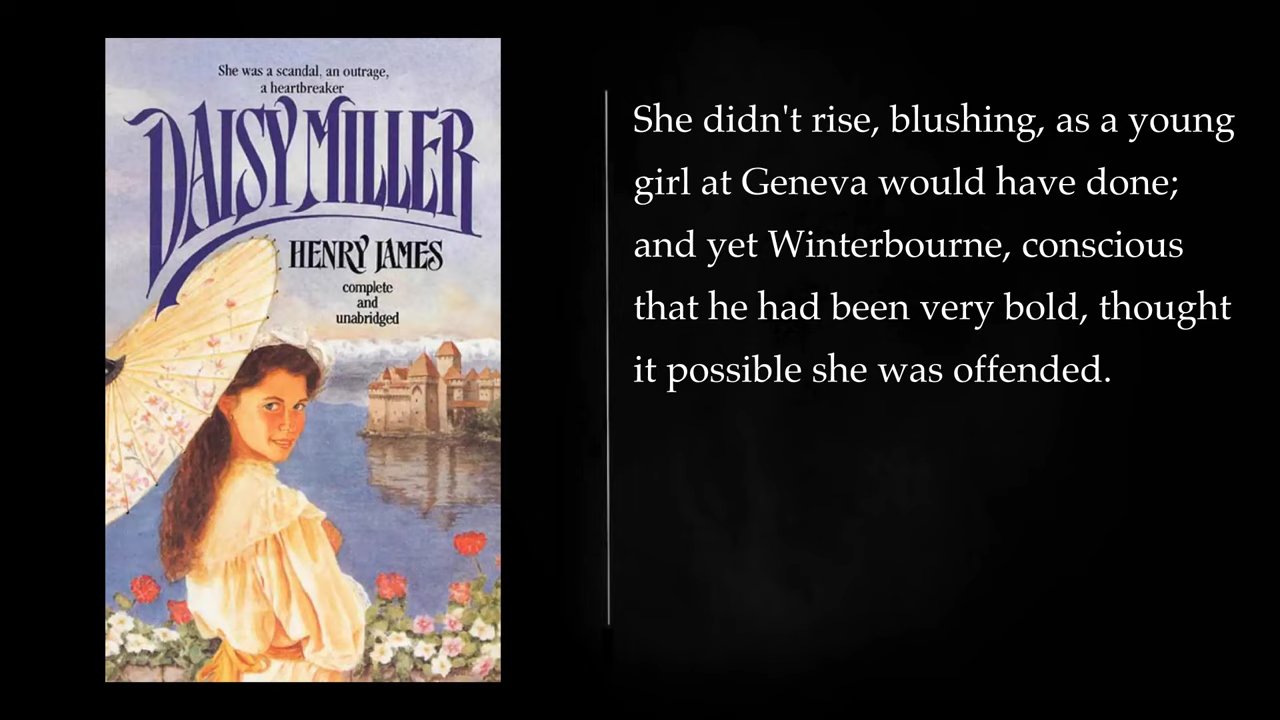 She was a scandal, an outrage,
a heartbreaker
DAISY MILLER
HENRY JAMES
complete
and
unabridged
She didn't rise, blushing, as a young
girl at Geneva would have done;
and yet Winterbourne, conscious
that he had been very bold, thought
it possible she was offended.